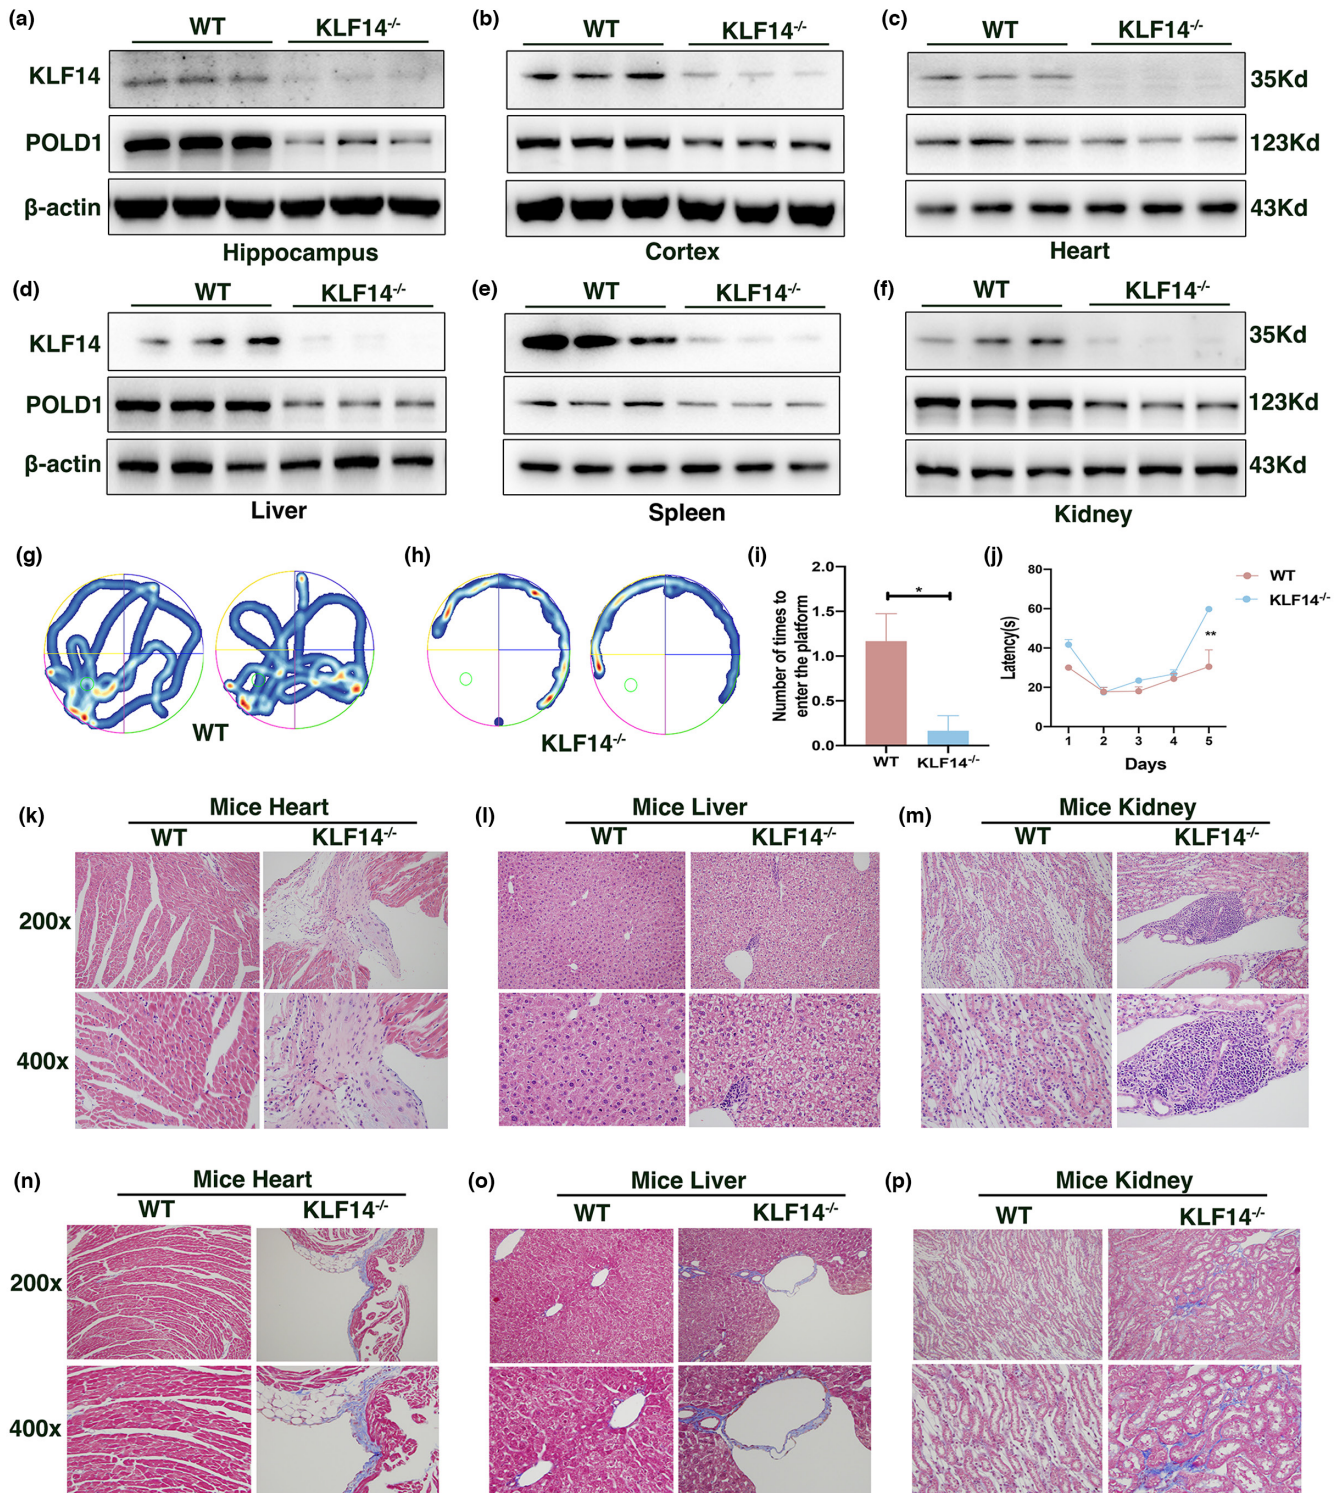 (a) WT KLF14-/-
(b) WT KLF14-/-
(c) WT KLF14-/-
KLF14 35Kd
POLD1 123Kd
β-actin 43Kd
Hippocampus Cortex Heart
(d) WT KLF14-/-
(e) WT KLF14-/-
(f) WT KLF14-/-
KLF14 35Kd
POLD1 123Kd
β-actin 43Kd
Liver Spleen Kidney
(g)
WT
(h)
KLF14-/-
(i)
Number of times to
enter the platform
2.0
1.5
1.0
0.5
0.0
*
WT KLF14-/-
(j)
Latency(s)
80
60
40
20
0
**
1 2 3 4 5
Days
WT
KLF14-/-
(k) Mice Heart
WT KLF14-/-
(l) Mice Liver
WT KLF14-/-
(m) Mice Kidney
WT KLF14-/-
200x
400x
(n) Mice Heart
WT KLF14-/-
(o) Mice Liver
WT KLF14-/-
(p) Mice Kidney
WT KLF14-/-
200x
400x